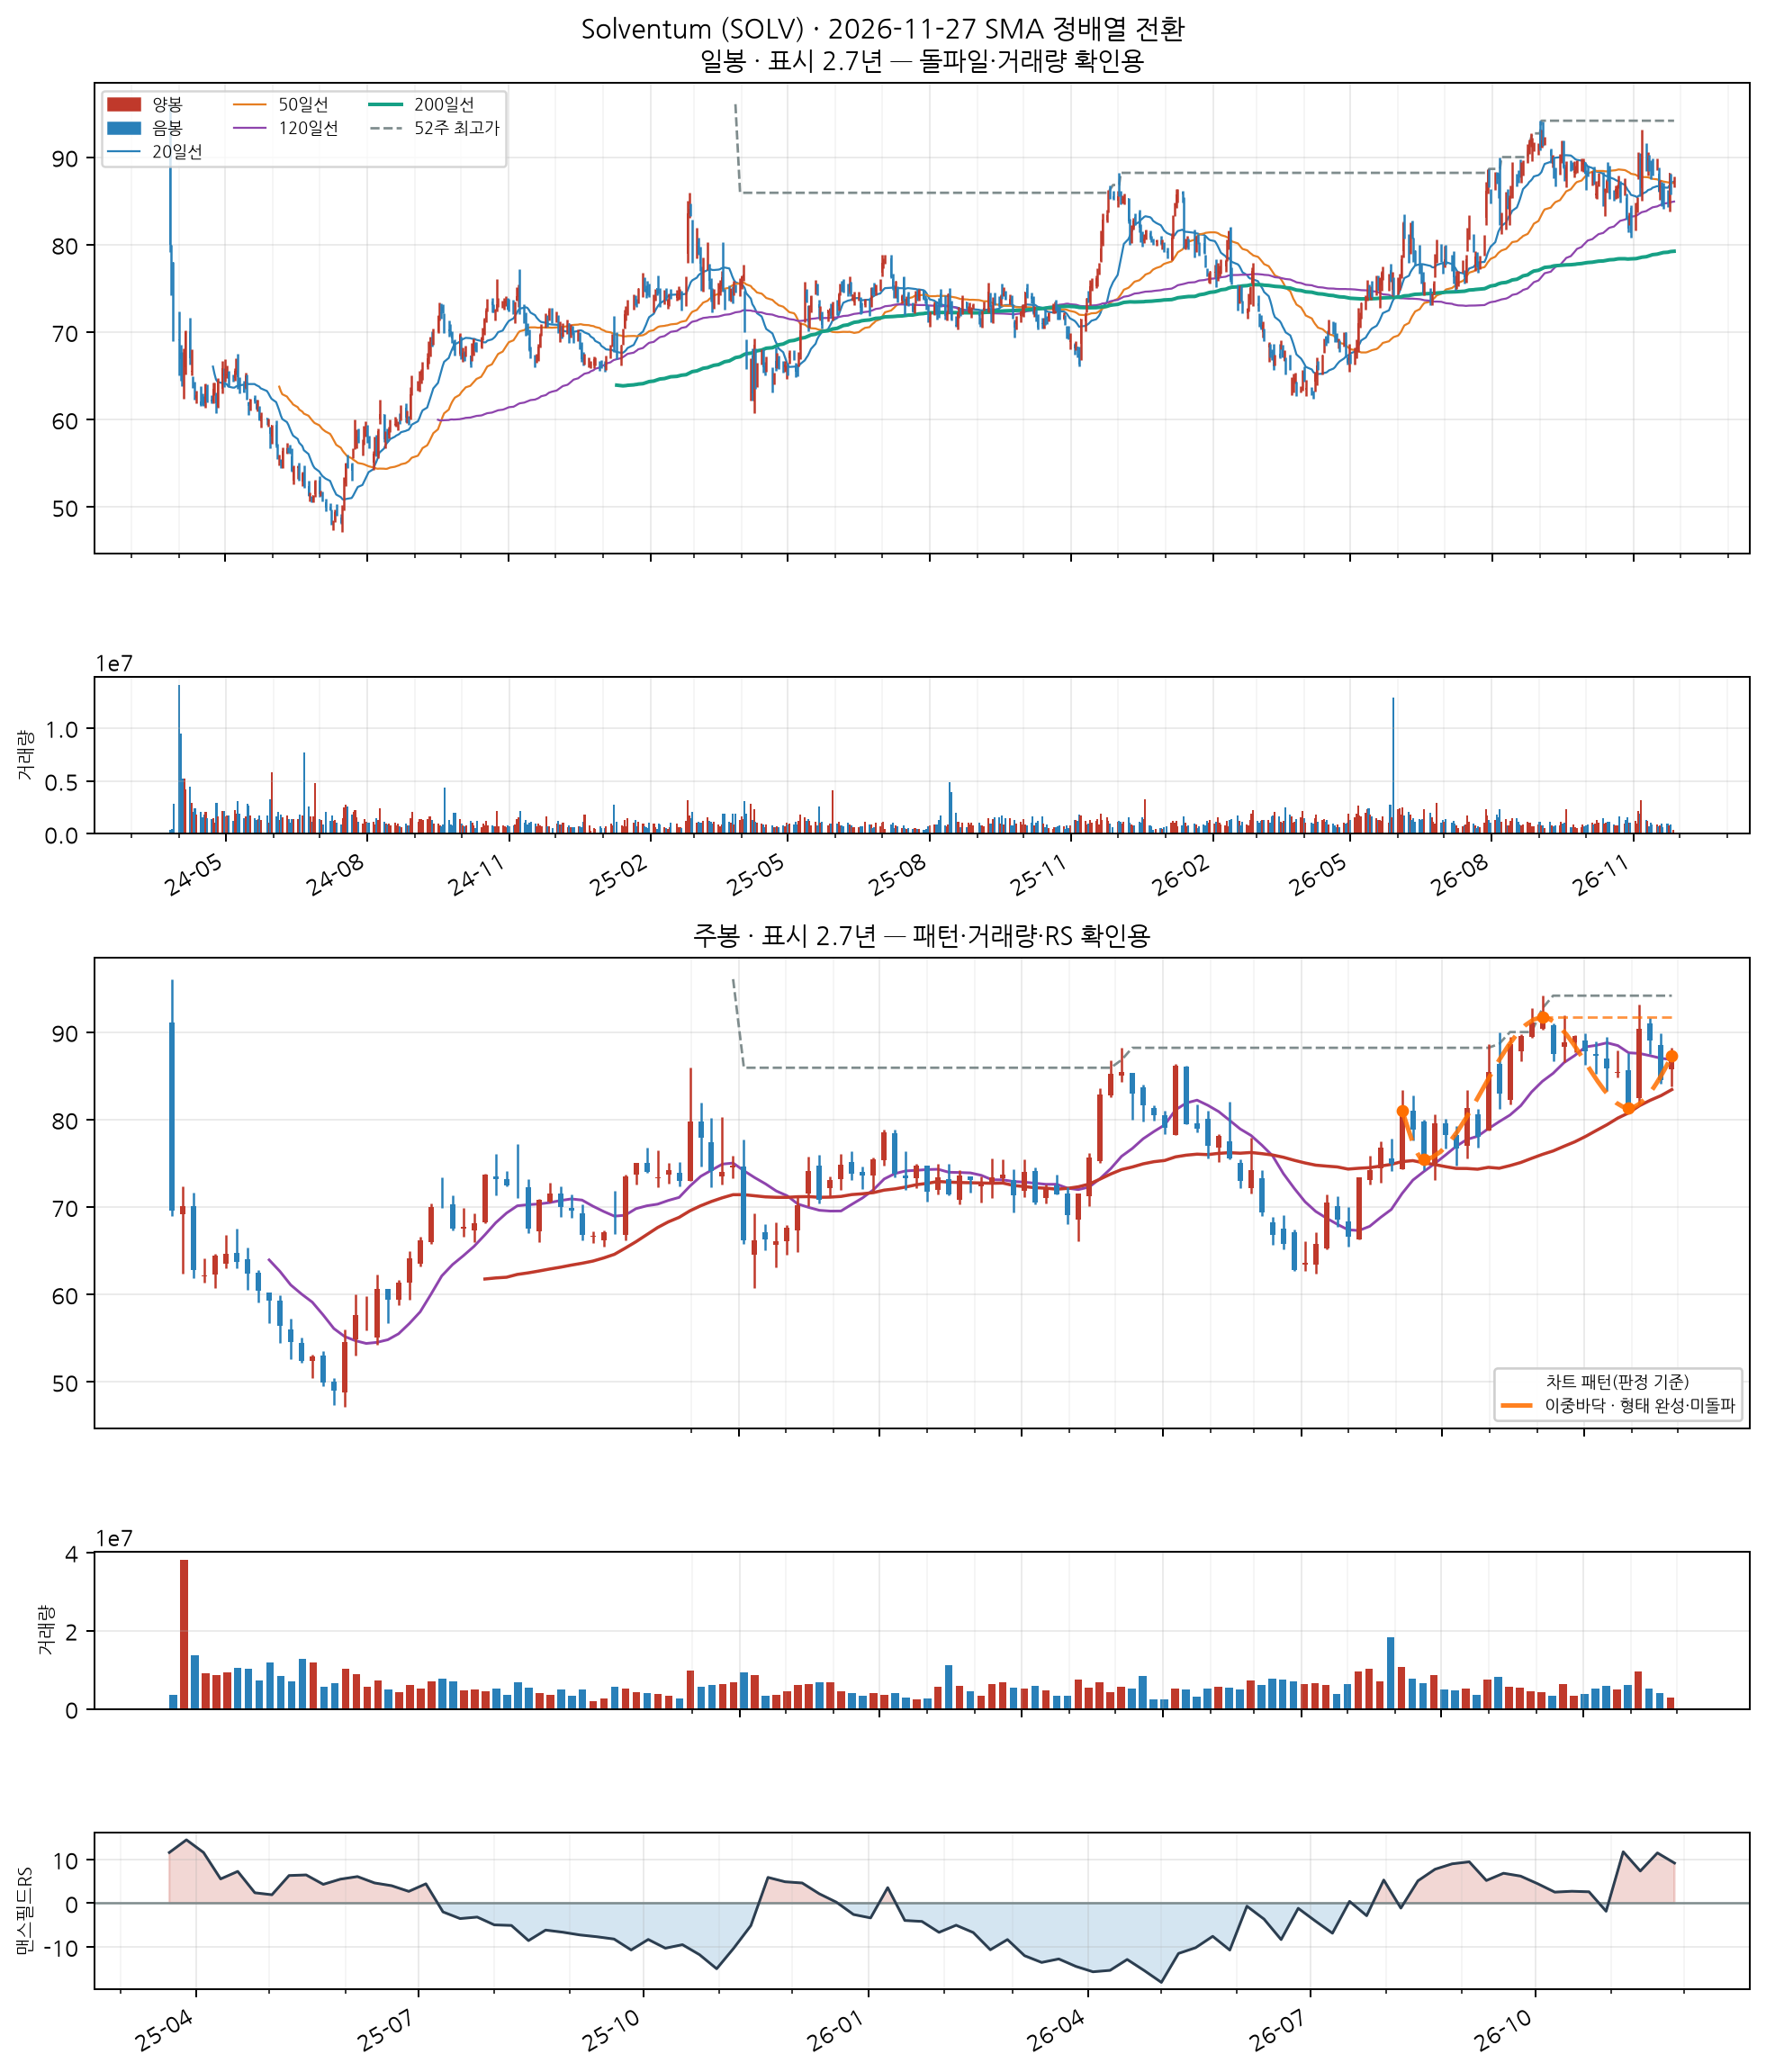 Solventum (SOLV) · 2026-11-27 SMA 정배열 전환
일봉 · 표시 2.7년 — 돌파일·거래량 확인용
양봉
음봉
20일선
50일선
120일선
200일선
52주 최고가
90
80
70
60
50
1e7
거래량
1.0
0.5
0.0
24-05
24-08
24-11
25-02
25-05
25-08
25-11
26-02
26-05
26-08
26-11
주봉 · 표시 2.7년 — 패턴·거래량·RS 확인용
90
80
70
60
50
차트 패턴(판정 기준)
이중바닥 · 형태 완성·미돌파
1e7
거래량
4
2
0
맨스필드RS
10
0
-10
25-04
25-07
25-10
26-01
26-04
26-07
26-10